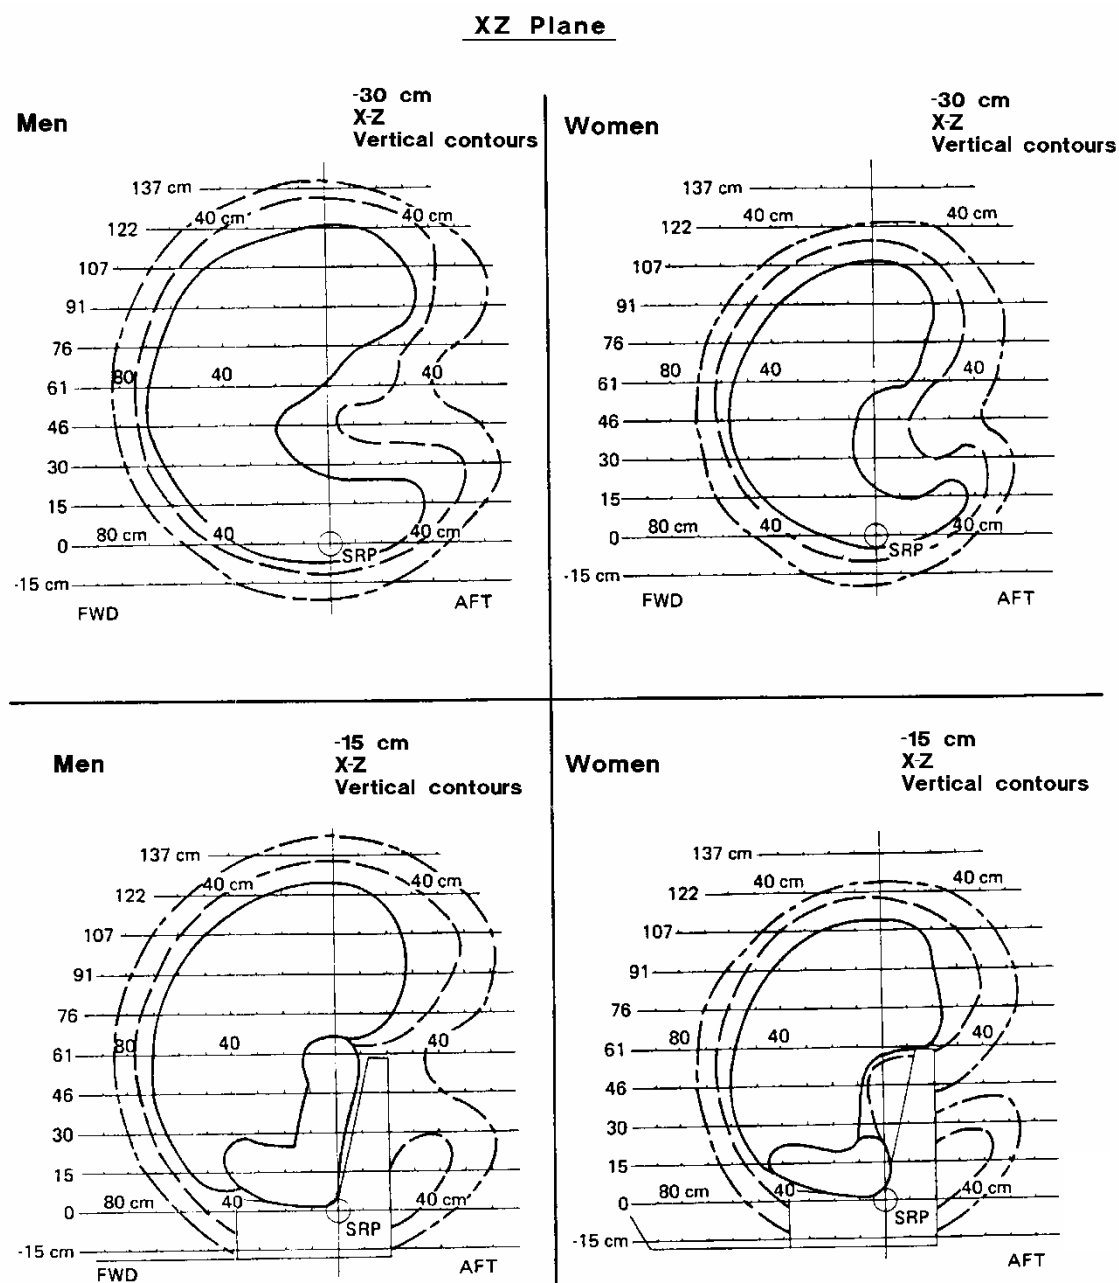 XZ Plane
Men
-30 cm
X-Z
Vertical contours
137 cm
40 cm 40 cm
122
107
91
76
80 40 40
61
46
30
15
80 cm 40 40 cm
0
SRP
-15 cm
FWD AFT
Women
-30 cm
X-Z
Vertical contours
137 cm
40 cm 40 cm
122
107
91
76
80 40 40
61
46
30
15
80 cm 40 40 cm
0
SRP
-15 cm
FWD AFT
Men
-15 cm
X-Z
Vertical contours
137 cm
40 cm 40 cm
122
107
91
76
80 40 40
61
46
30
15
80 cm 40 40 cm
0
SRP
-15 cm
FWD AFT
Women
-15 cm
X-Z
Vertical contours
137 cm
40 cm 40 cm
122
107
91
76
80 40 40
61
46
30
15
80 cm 40 40 cm
0
SRP
-15 cm
AFT